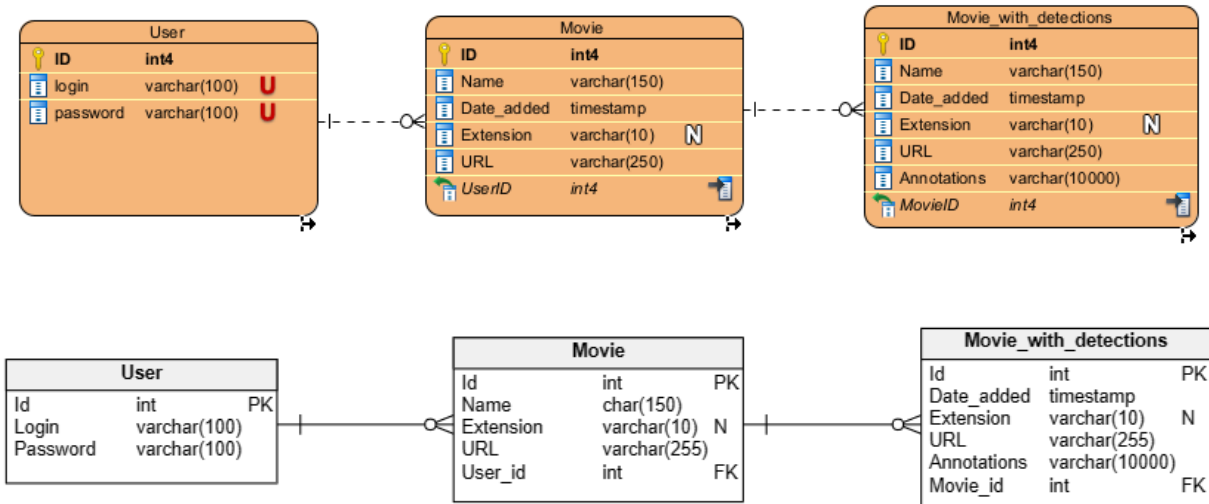 User
ID int4
login varchar(100) U
password varchar(100) U
Movie
ID int4
Name varchar(150)
Date_added timestamp
Extension varchar(10) N
URL varchar(250)
UserID int4
Movie_with_detections
ID int4
Name varchar(150)
Date_added timestamp
Extension varchar(10) N
URL varchar(250)
Annotations varchar(10000)
MovieID int4
User
Id int PK
Login varchar(100)
Password varchar(100)
Movie
Id int PK
Name char(150)
Extension varchar(10) N
URL varchar(255)
User_id int FK
Movie_with_detections
Id int PK
Date_added timestamp
Extension varchar(10) N
URL varchar(255)
Annotations varchar(10000)
Movie_id int FK